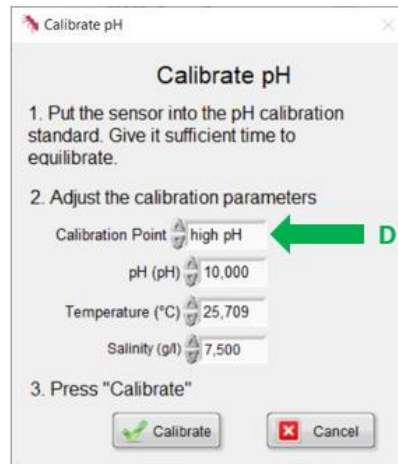 Calibrate pH
Calibrate pH
1. Put the sensor into the pH calibration
standard. Give it sufficient time to
equilibrate.
2. Adjust the calibration parameters
Calibration Point high pH D
pH (pH) 10,000
Temperature (°C) 25,709
Salinity (g/l) 7,500
3. Press "Calibrate"
Calibrate Cancel